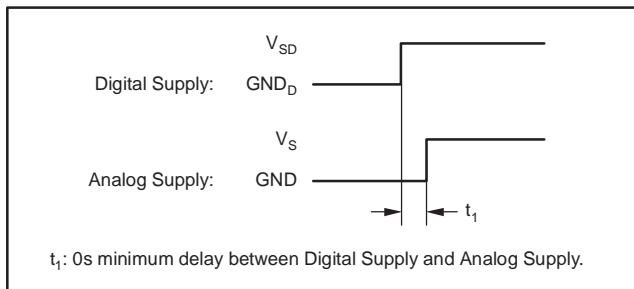 V_SD
Digital Supply: GND_D
V_S
Analog Supply: GND
t_1
t_1: 0s minimum delay between Digital Supply and Analog Supply.